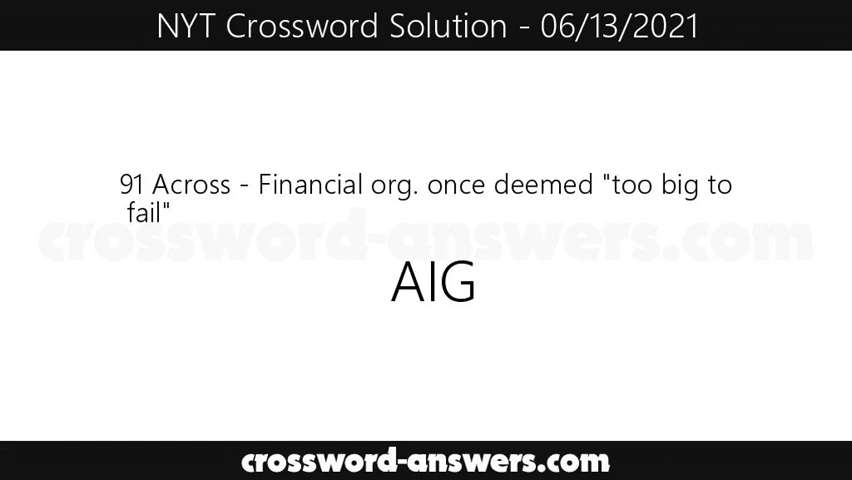 NYT Crossword Solution - 06/13/2021
91 Across - Financial org. once deemed "too big to
fail"
crossword-answers.com
AIG
crossword-answers.com